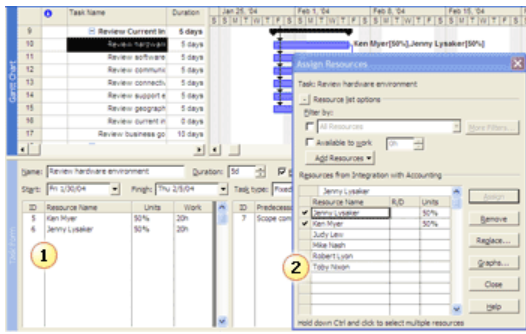 Task Name Duration Jan 25, '04 Feb 1, '04 Feb 8, '04 Feb 15, '04
9 Review Current In 6 days
10 Review hardware 5 days Ken Myer[50%],Jenny Lysaker[50%]
11 Review software 5 days
12 Review communi 5 days
13 Review connectiv 5 days
14 Review support e 5 days
15 Review geograph 5 days
16 Review current in 0 days
17 Review business go 10 days
Gantt Chart
Assign Resources
Task: Review hardware environment
Resource list options
Filter by:
All Resources More Filters...
Available to work 0h
Add Resources
Resources from Integration with Accounting
Jenny Lysaker
Resource Name R/D Units
Jenny Lysaker 50%
Ken Myer 50%
Judy Lew
Mike Nash
Robert Lyon
Toby Nixon
Assign
Remove
Replace...
Graphs...
Close
Help
Hold down Ctrl and click to select multiple resources
Name: Review hardware environment Duration: 5d
Start: Fri 1/30/04 Finish: Thu 2/5/04 Task type: Fixed
ID Resource Name Units Work ID Predecess
5 Ken Myer 50% 20h 7 Scope com
6 Jenny Lysaker 50% 20h
Task Form
1
2